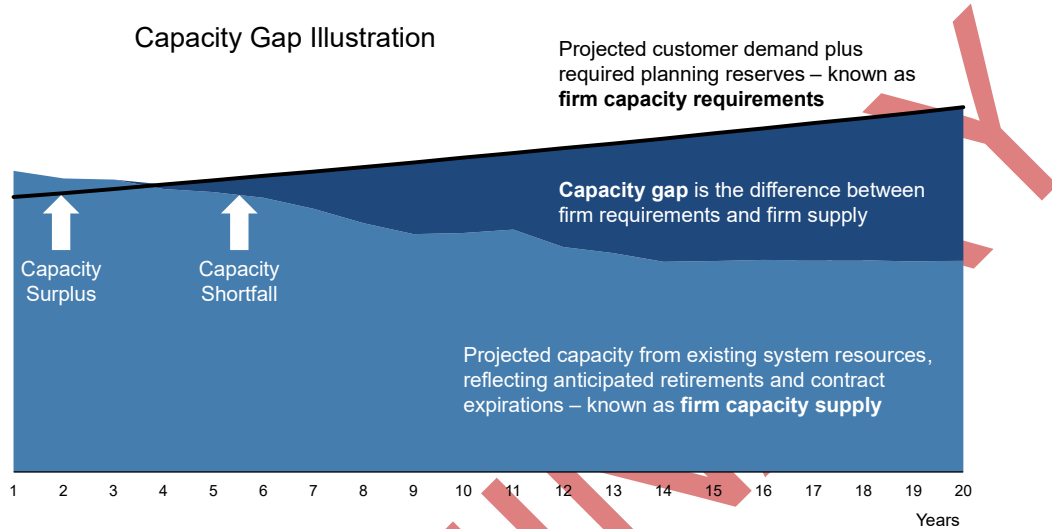 Capacity Gap Illustration
Projected customer demand plus
required planning reserves – known as
firm capacity requirements
Capacity gap is the difference between
firm requirements and firm supply
Capacity
Surplus
Capacity
Shortfall
Projected capacity from existing system resources,
reflecting anticipated retirements and contract
expirations – known as firm capacity supply
1 2 3 4 5 6 7 8 9 10 11 12 13 14 15 16 17 18 19 20
Years